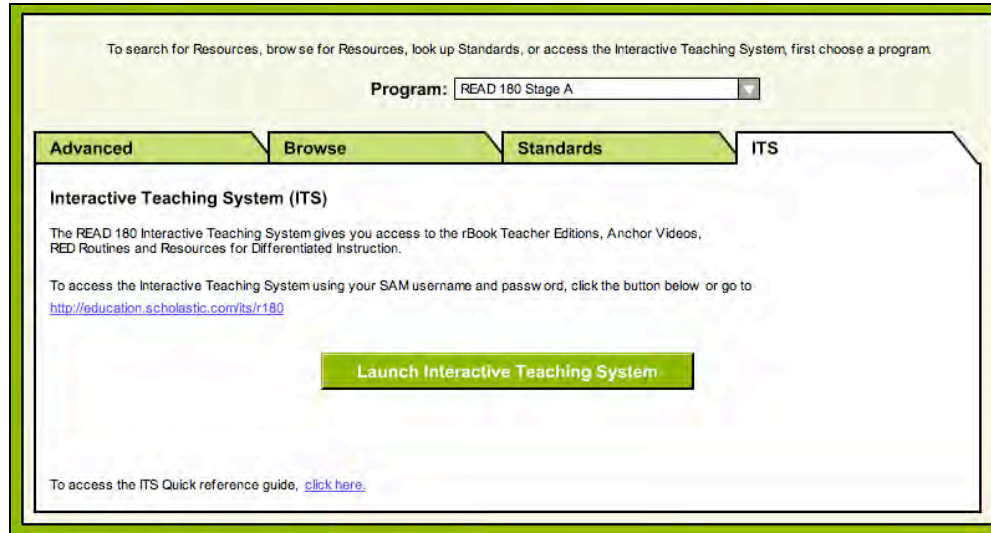 To search for Resources, browse for Resources, look up Standards, or access the Interactive Teaching System, first choose a program.
Program: READ 180 Stage A
Advanced Browse Standards ITS
Interactive Teaching System (ITS)
The READ 180 Interactive Teaching System gives you access to the rBook Teacher Editions, Anchor Videos,
RED Routines and Resources for Differentiated Instruction.
To access the Interactive Teaching System using your SAM username and password, click the button below or go to
http://education.scholastic.com/its/r180
Launch Interactive Teaching System
To access the ITS Quick reference guide, click here.